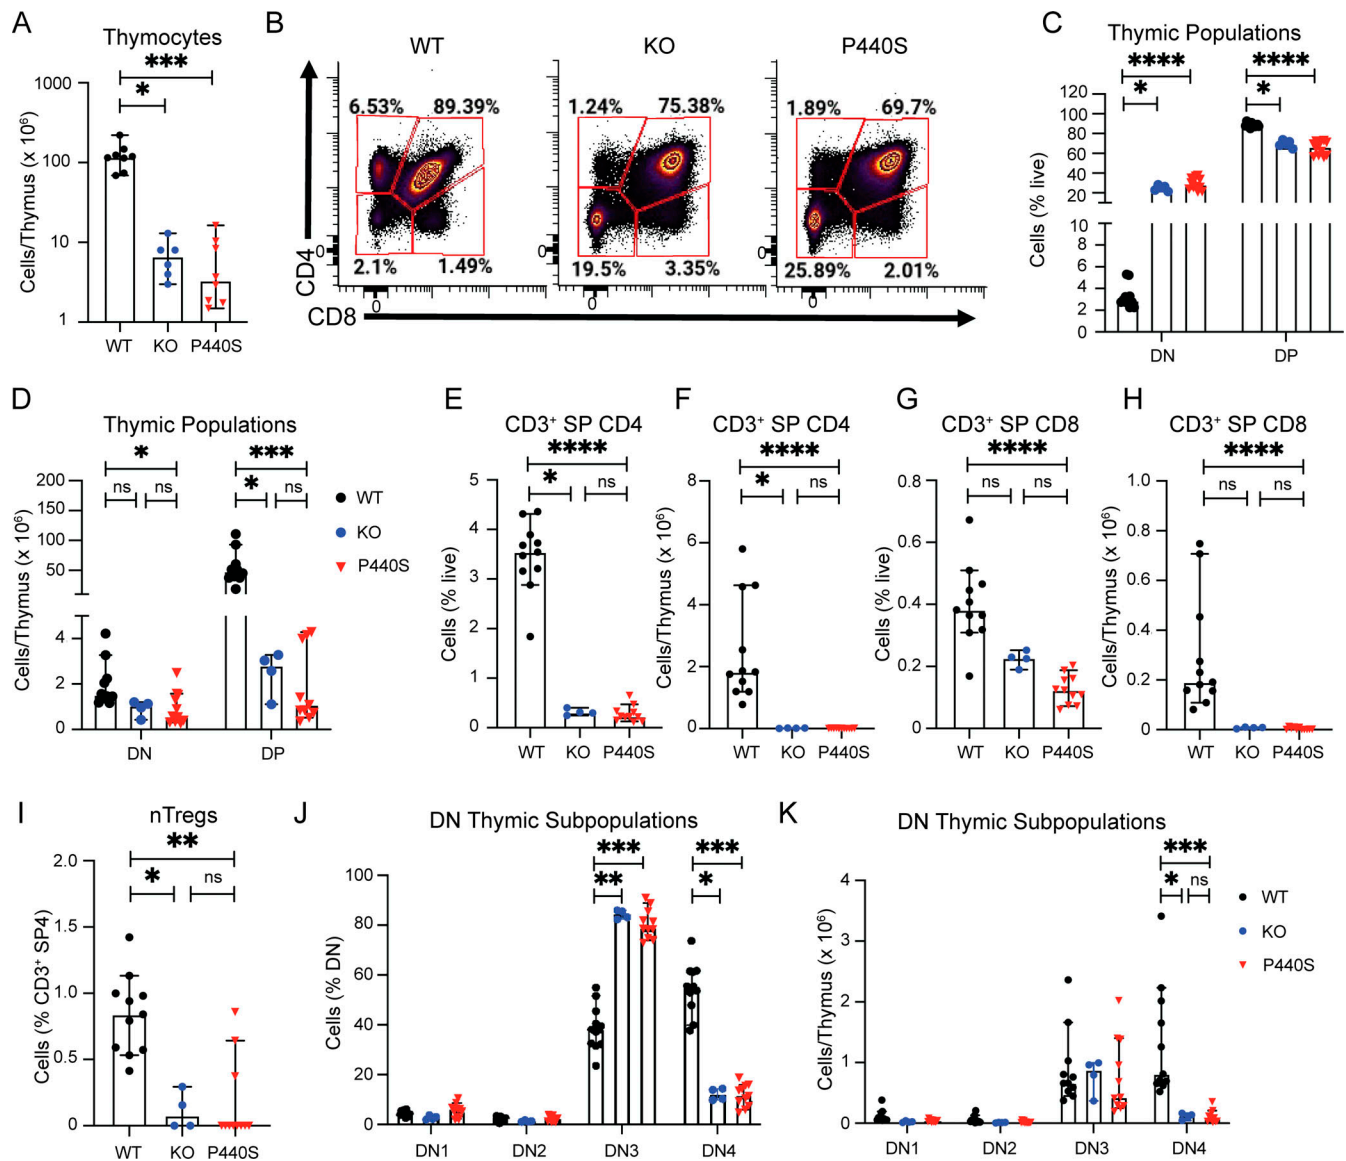 A
Thymocytes
***
*
Cells/Thymus (x 10⁶)
1000
100
10
1
WT KO P440S
B
WT KO P440S
6.53% 89.39% 1.24% 75.38% 1.89% 69.7%
2.1% 1.49% 19.5% 3.35% 25.89% 2.01%
0 0 0
0 0 0
CD4
CD8
C
Thymic Populations
**** ****
* *
Cells (% live)
120
100
80
60
40
20
10
8
6
4
2
0
DN DP
D
Thymic Populations
* ***
ns ns * ns
Cells/Thymus (x 10⁶)
200
150
100
50
4
2
0
DN DP
WT
KO
P440S
E
CD3⁺ SP CD4
****
* ns
Cells (% live)
5
4
3
2
1
0
WT KO P440S
F
CD3⁺ SP CD4
****
* ns
Cells/Thymus (x 10⁶)
8
6
4
2
0
WT KO P440S
G
CD3⁺ SP CD8
****
ns ns
Cells (% live)
0.8
0.6
0.4
0.2
0
WT KO P440S
H
CD3⁺ SP CD8
****
ns ns
Cells/Thymus (x 10⁶)
1.0
0.8
0.6
0.4
0.2
0
WT KO P440S
I
nTregs
**
* ns
Cells (% CD3⁺ SP4)
2.0
1.5
1.0
0.5
0
WT KO P440S
J
DN Thymic Subpopulations
*** ***
** *
Cells (% DN)
100
80
60
40
20
0
DN1 DN2 DN3 DN4
K
DN Thymic Subpopulations
***
* ns
Cells/Thymus (x 10⁶)
4
3
2
1
0
DN1 DN2 DN3 DN4
WT
KO
P440S